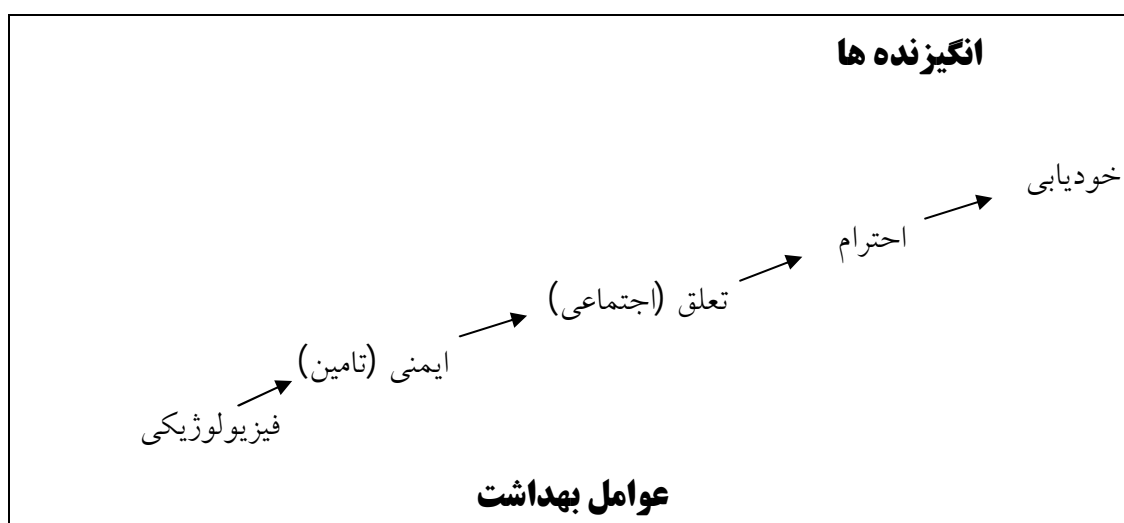 انگیزنده ها
خودیابی
احترام
تعلق (اجتماعی)
ایمنی (تامین)
فیزیولوژیکی
عوامل بهداشت